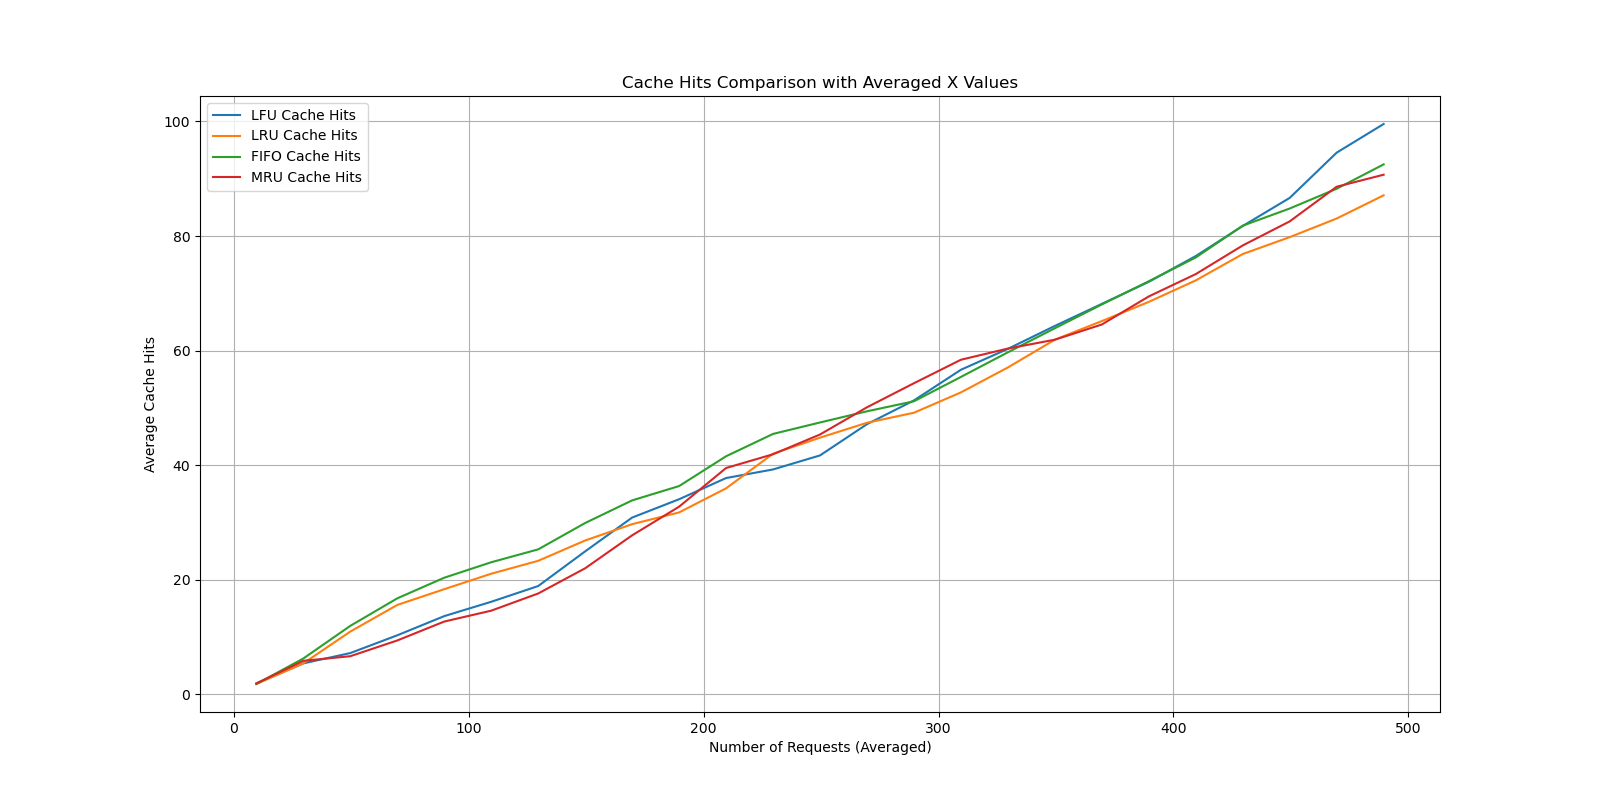 Cache Hits Comparison with Averaged X Values
LFU Cache Hits
LRU Cache Hits
FIFO Cache Hits
MRU Cache Hits
100
80
60
40
20
0
Average Cache Hits
0 100 200 300 400 500
Number of Requests (Averaged)